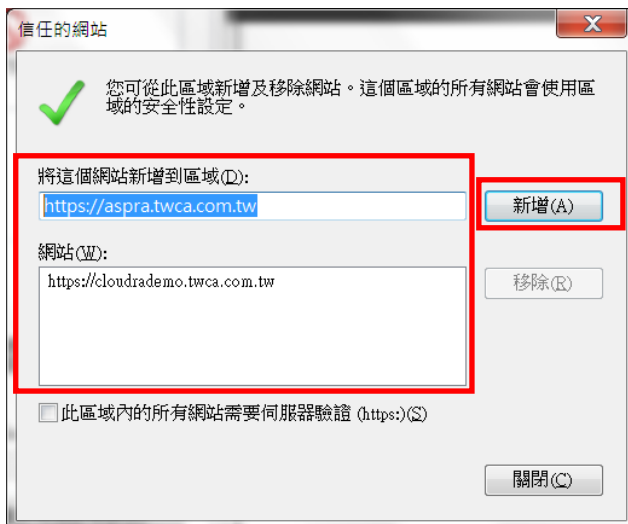 信任的網站
您可從此區域新增及移除網站。這個區域的所有網站會使用區
域的安全性設定。
將這個網站新增到區域(D):
https://aspra.twca.com.tw
新增(A)
網站(W):
https://cloudrademo.twca.com.tw
移除(R)
此區域內的所有網站需要伺服器驗證 (https:)(S)
關閉(C)